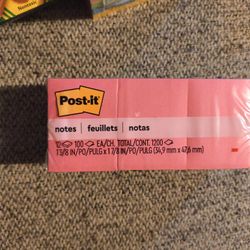 Nontoxic
Post-it
notes | feuillets | notas
12 100 EA/CH, TOTAL/CONT. 1200
1 3/8 IN/PO/PULG x 1 7/8 IN/PO/PULG (34,9 mm x 47,6 mm)